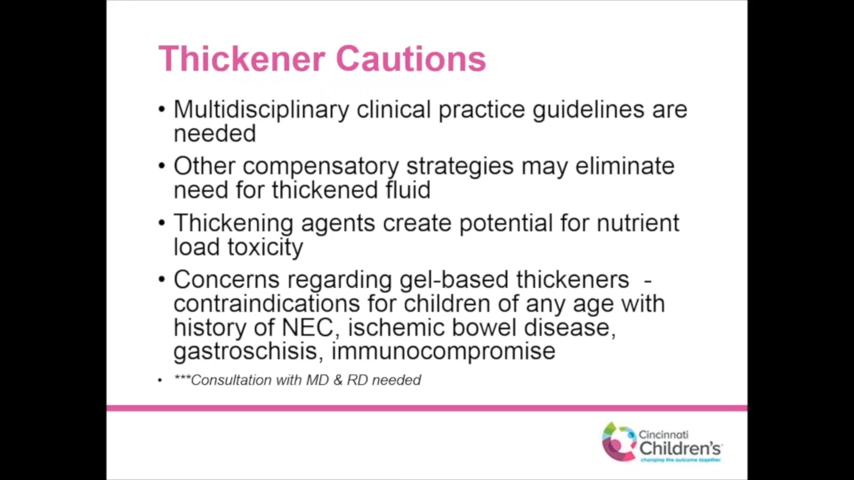 Thickener Cautions
• Multidisciplinary clinical practice guidelines are
needed
• Other compensatory strategies may eliminate
need for thickened fluid
• Thickening agents create potential for nutrient
load toxicity
• Concerns regarding gel-based thickeners -
contraindications for children of any age with
history of NEC, ischemic bowel disease,
gastroschisis, immunocompromise
• ***Consultation with MD & RD needed
Cincinnati
Children's
changing the outcome together